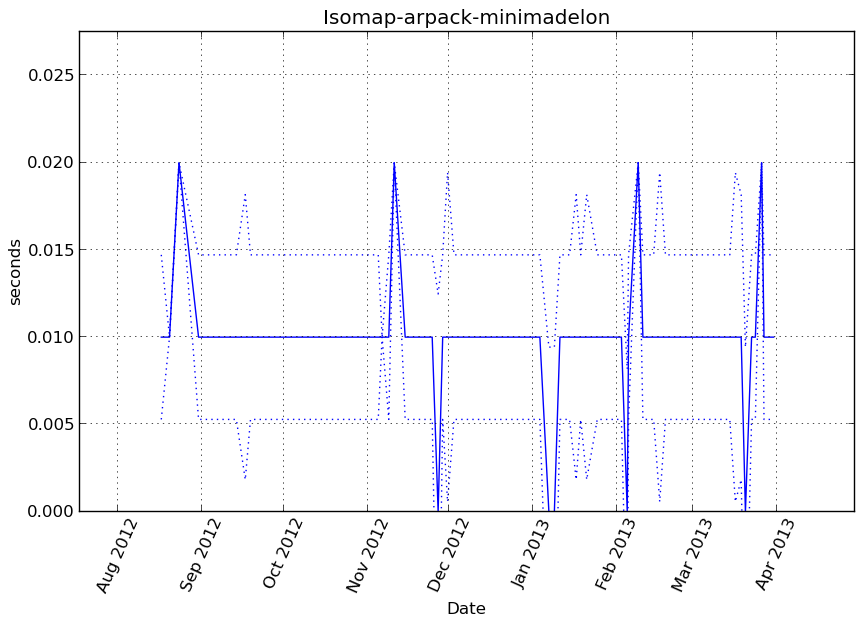 Isomap-arpack-minimadelon
0.025
0.020
0.015
0.010
0.005
0.000
seconds
Aug 2012
Sep 2012
Oct 2012
Nov 2012
Dec 2012
Jan 2013
Feb 2013
Mar 2013
Apr 2013
Date